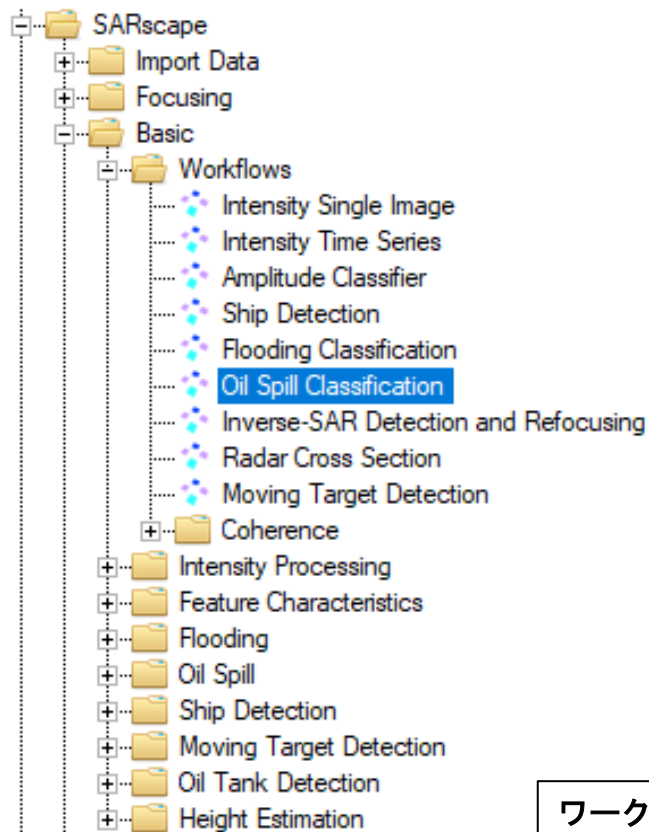 SARscape
Import Data
Focusing
Basic
Workflows
Intensity Single Image
Intensity Time Series
Amplitude Classifier
Ship Detection
Flooding Classification
Oil Spill Classification
Inverse-SAR Detection and Refocusing
Radar Cross Section
Moving Target Detection
Coherence
Intensity Processing
Feature Characteristics
Flooding
Oil Spill
Ship Detection
Moving Target Detection
Oil Tank Detection
Height Estimation
ワーク